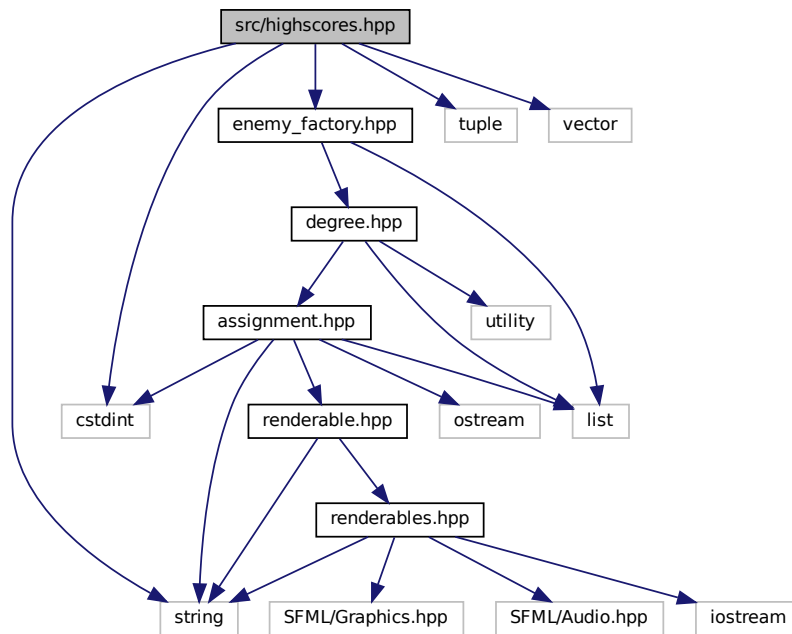 src/highscores.hpp
enemy_factory.hpp
tuple
vector
degree.hpp
assignment.hpp
utility
cstdint
renderable.hpp
ostream
list
renderables.hpp
string
SFML/Graphics.hpp
SFML/Audio.hpp
iostream